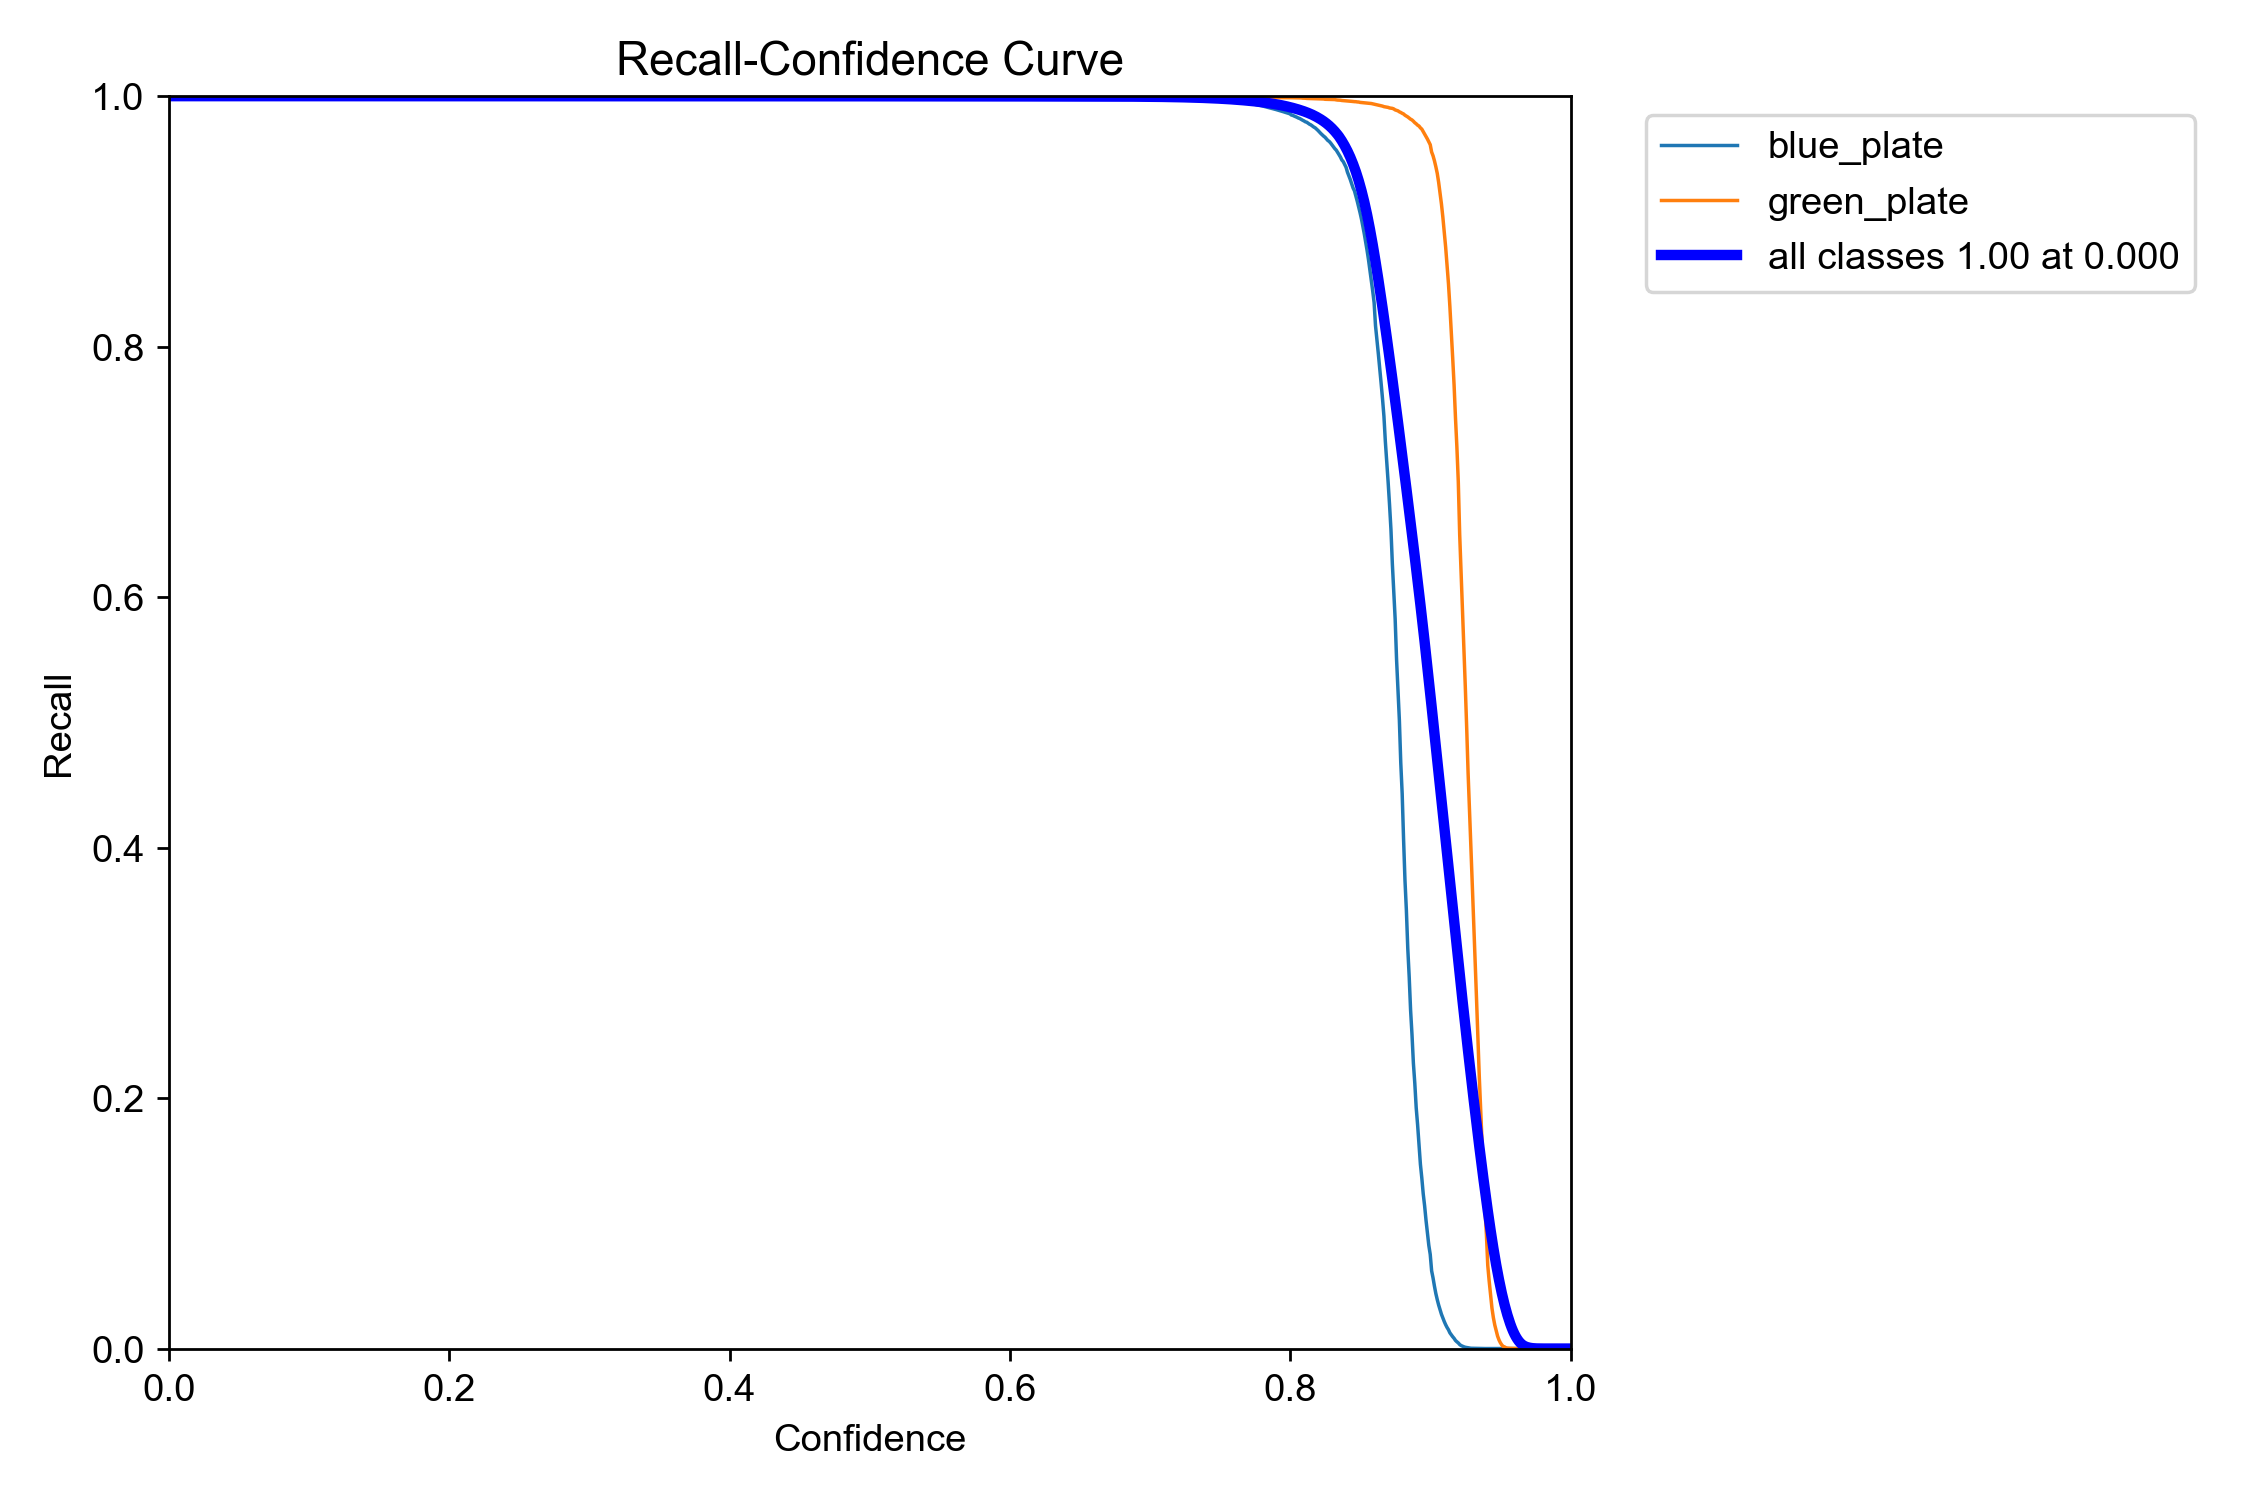 Recall-Confidence Curve
1.0
0.8
0.6
0.4
0.2
0.0
Recall
0.0 0.2 0.4 0.6 0.8 1.0
Confidence
blue_plate
green_plate
all classes 1.00 at 0.000